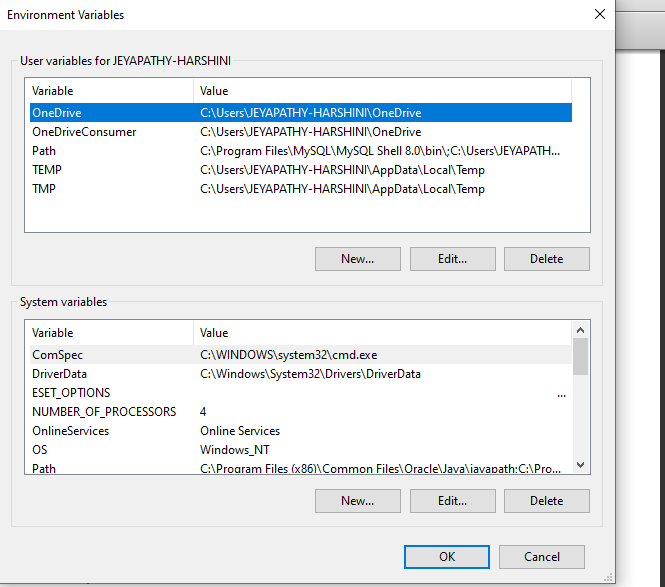 Environment Variables
User variables for JEYAPATHY-HARSHINI
Variable Value
OneDrive C:\Users\JEYAPATHY-HARSHINI\OneDrive
OneDriveConsumer C:\Users\JEYAPATHY-HARSHINI\OneDrive
Path C:\Program Files\MySQL\MySQL Shell 8.0\bin\;C:\Users\JEYAPATH...
TEMP C:\Users\JEYAPATHY-HARSHINI\AppData\Local\Temp
TMP C:\Users\JEYAPATHY-HARSHINI\AppData\Local\Temp
New... Edit... Delete
System variables
Variable Value
ComSpec C:\WINDOWS\system32\cmd.exe
DriverData C:\Windows\System32\Drivers\DriverData
ESET_OPTIONS ...
NUMBER_OF_PROCESSORS 4
OnlineServices Online Services
OS Windows_NT
Path C:\Program Files (x86)\Common Files\Oracle\Java\javapath;C:\Pro...
New... Edit... Delete
OK Cancel